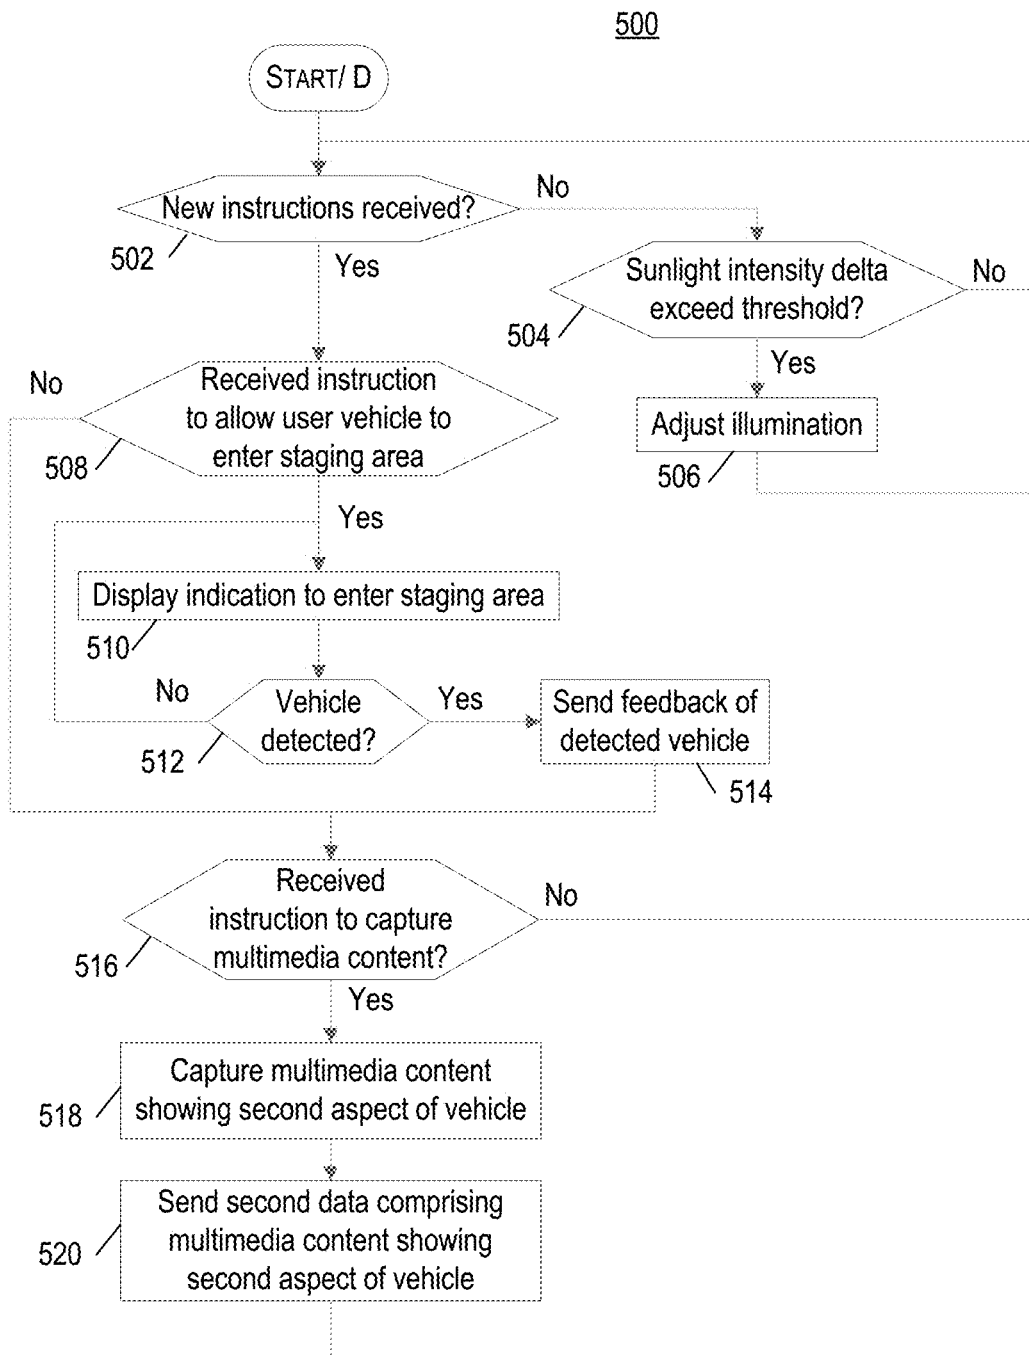 500
START/ D
New instructions received?
No
502
Yes
Sunlight intensity delta
exceed threshold?
No
504
Yes
Adjust illumination
506
No
Received instruction
to allow user vehicle to
enter staging area
508
Yes
Display indication to enter staging area
510
No
Vehicle
detected?
Yes
512
Send feedback of
detected vehicle
514
Received
instruction to capture
multimedia content?
No
516
Yes
Capture multimedia content
showing second aspect of vehicle
518
Send second data comprising
multimedia content showing
second aspect of vehicle
520